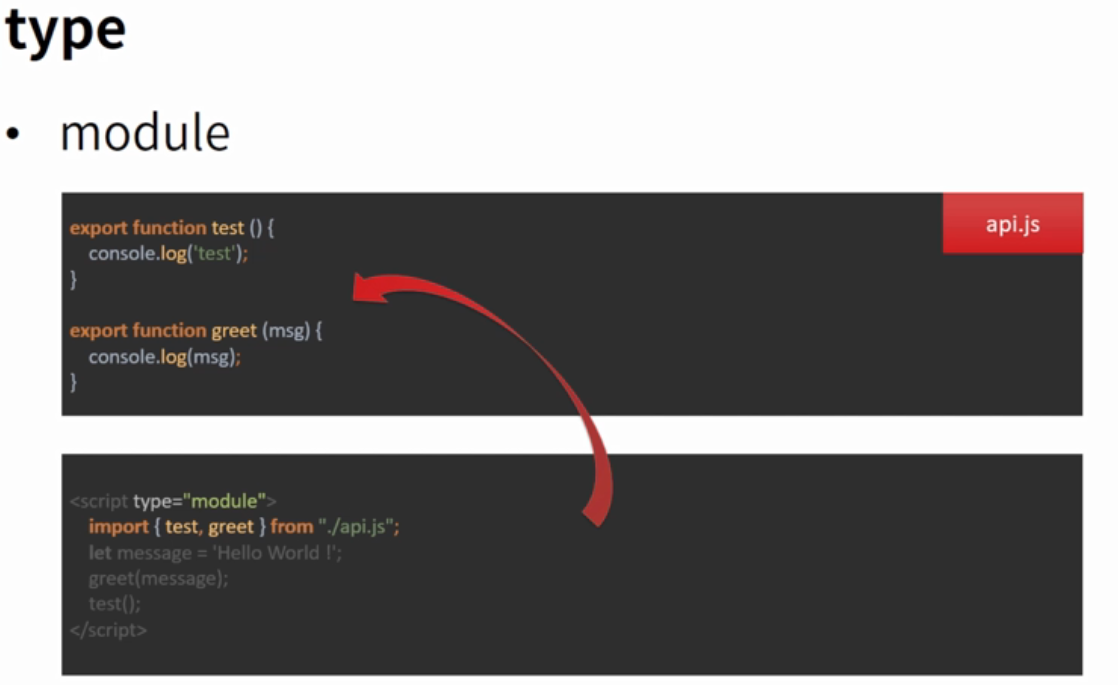 type
• module
api.js
export function test () {
console.log('test');
}
export function greet (msg) {
console.log(msg);
}
<script type="module">
import { test, greet } from "./api.js";
let message = 'Hello World !';
greet(message);
test();
</script>